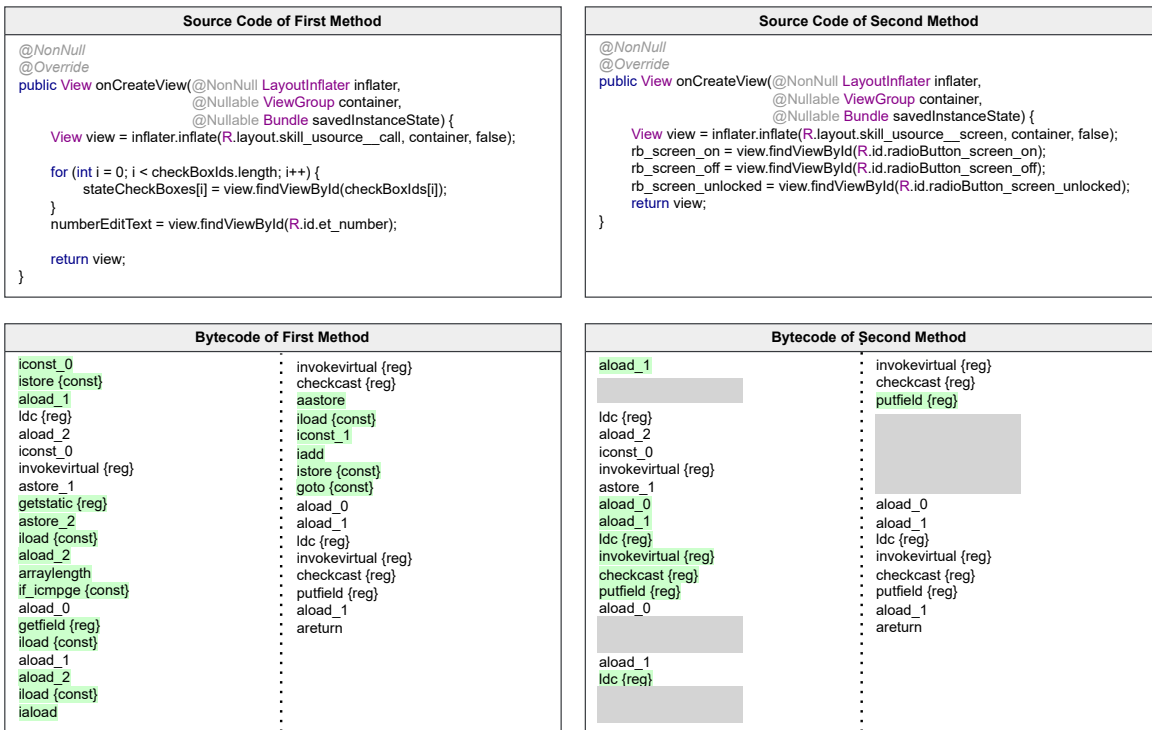 Source Code of First Method
@NonNull
@Override
public View onCreateView(@NonNull LayoutInflater inflater,
@Nullable ViewGroup container,
@Nullable Bundle savedInstanceState) {
View view = inflater.inflate(R.layout.skill_usource__call, container, false);
for (int i = 0; i < checkBoxIds.length; i++) {
stateCheckBoxes[i] = view.findViewById(checkBoxIds[i]);
}
numberEditText = view.findViewById(R.id.et_number);
return view;
}
Source Code of Second Method
@NonNull
@Override
public View onCreateView(@NonNull LayoutInflater inflater,
@Nullable ViewGroup container,
@Nullable Bundle savedInstanceState) {
View view = inflater.inflate(R.layout.skill_usource__screen, container, false);
rb_screen_on = view.findViewById(R.id.radioButton_screen_on);
rb_screen_off = view.findViewById(R.id.radioButton_screen_off);
rb_screen_unlocked = view.findViewById(R.id.radioButton_screen_unlocked);
return view;
}
Bytecode of First Method
iconst_0
istore {const}
aload_1
ldc {reg}
aload_2
iconst_0
invokevirtual {reg}
astore_1
getstatic {reg}
astore_2
iload {const}
aload_2
arraylength
if_icmpge {const}
aload_0
getfield {reg}
iload {const}
aload_1
aload_2
iload {const}
iaload
invokevirtual {reg}
checkcast {reg}
aastore
iload {const}
iconst_1
iadd
istore {const}
goto {const}
aload_0
aload_1
ldc {reg}
invokevirtual {reg}
checkcast {reg}
putfield {reg}
aload_1
areturn
Bytecode of Second Method
aload_1
ldc {reg}
aload_2
iconst_0
invokevirtual {reg}
astore_1
aload_0
aload_1
ldc {reg}
invokevirtual {reg}
checkcast {reg}
putfield {reg}
aload_0
aload_1
ldc {reg}
invokevirtual {reg}
checkcast {reg}
putfield {reg}
aload_0
aload_1
ldc {reg}
invokevirtual {reg}
checkcast {reg}
putfield {reg}
aload_1
areturn